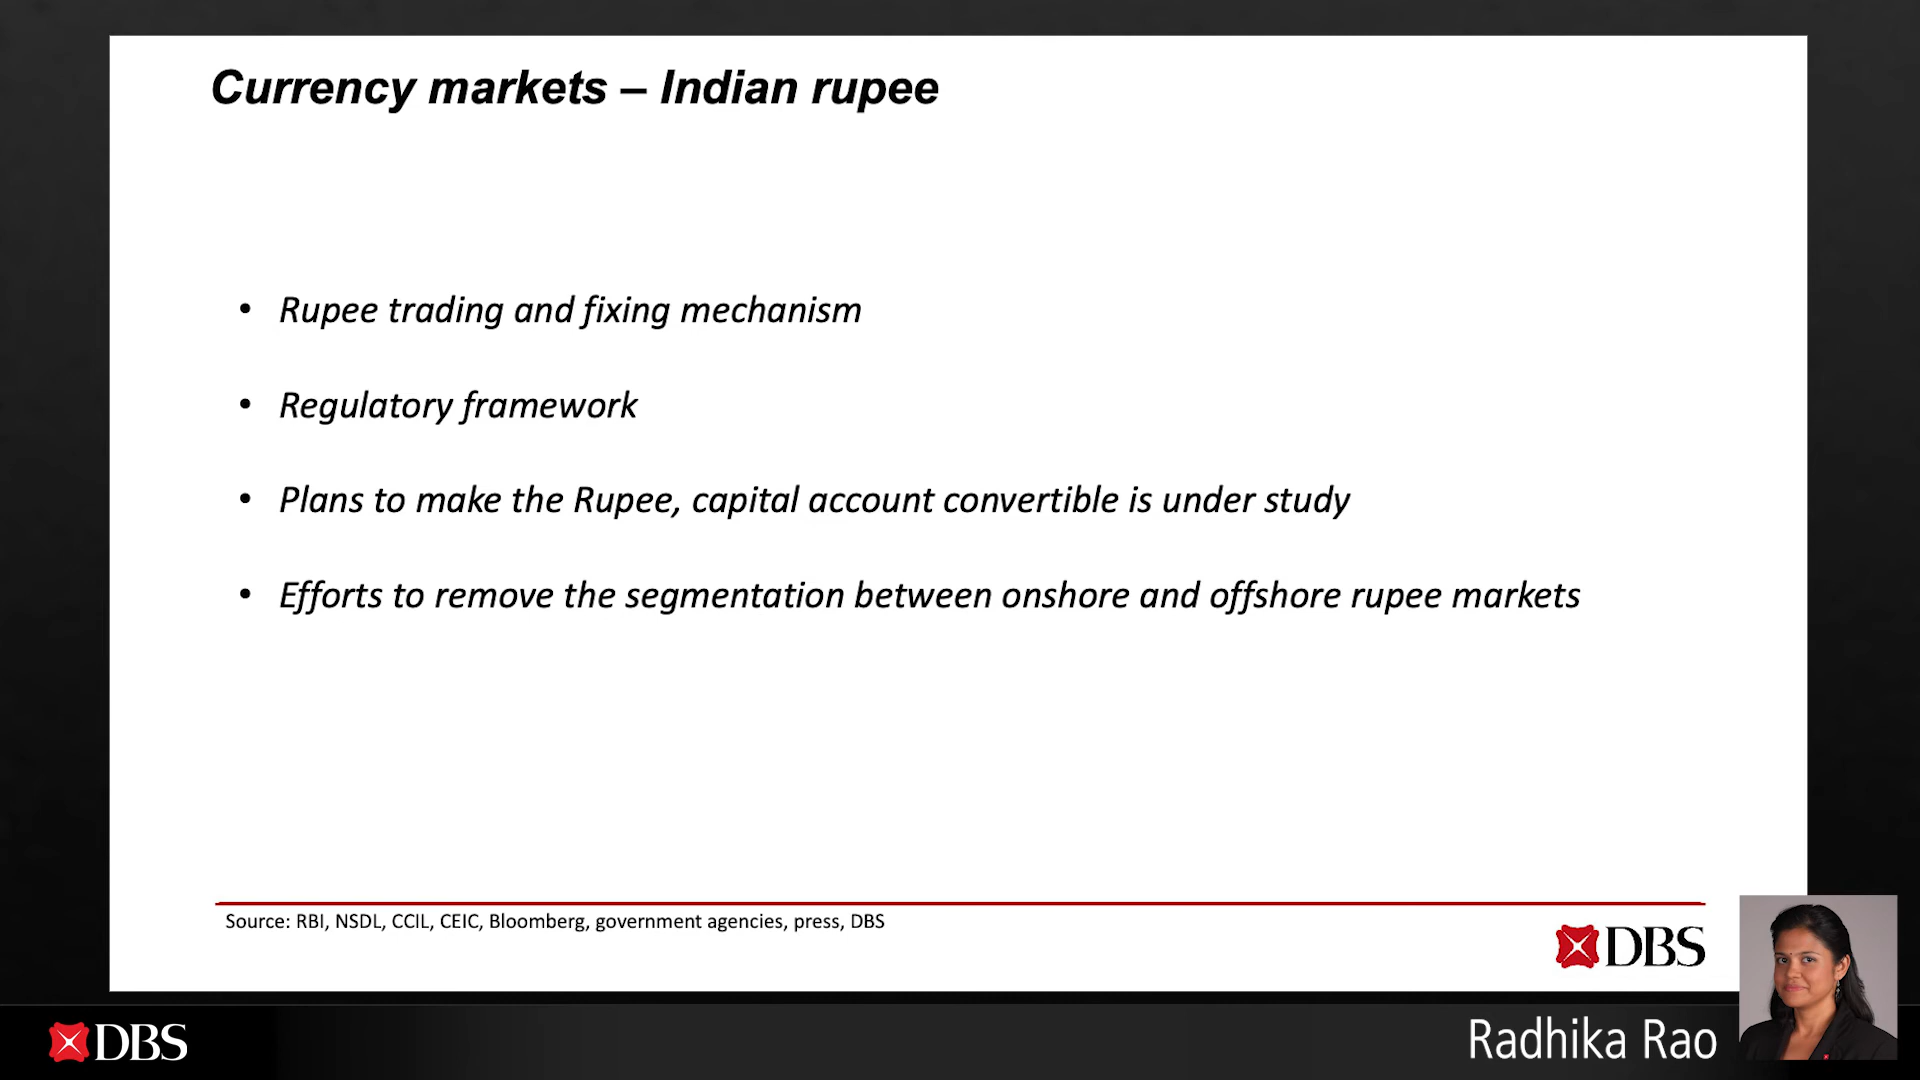 Currency markets – Indian rupee
• Rupee trading and fixing mechanism
• Regulatory framework
• Plans to make the Rupee, capital account convertible is under study
• Efforts to remove the segmentation between onshore and offshore rupee markets
Source: RBI, NSDL, CCIL, CEIC, Bloomberg, government agencies, press, DBS
DBS
DBS
Radhika Rao